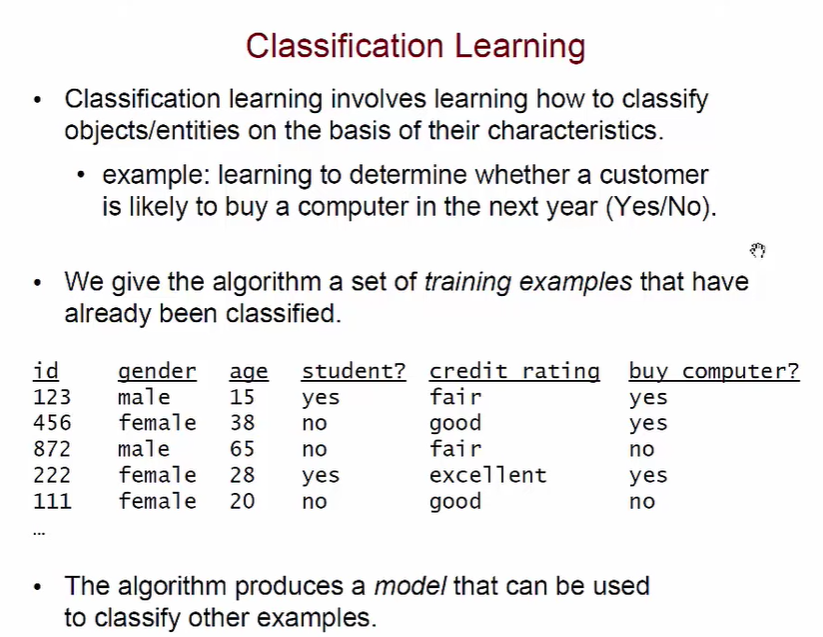 Classification Learning
• Classification learning involves learning how to classify
objects/entities on the basis of their characteristics.
• example: learning to determine whether a customer
is likely to buy a computer in the next year (Yes/No).
• We give the algorithm a set of training examples that have
already been classified.
id gender age student? credit rating buy computer?
123 male 15 yes fair yes
456 female 38 no good yes
872 male 65 no fair no
222 female 28 yes excellent yes
111 female 20 no good no
…
• The algorithm produces a model that can be used
to classify other examples.